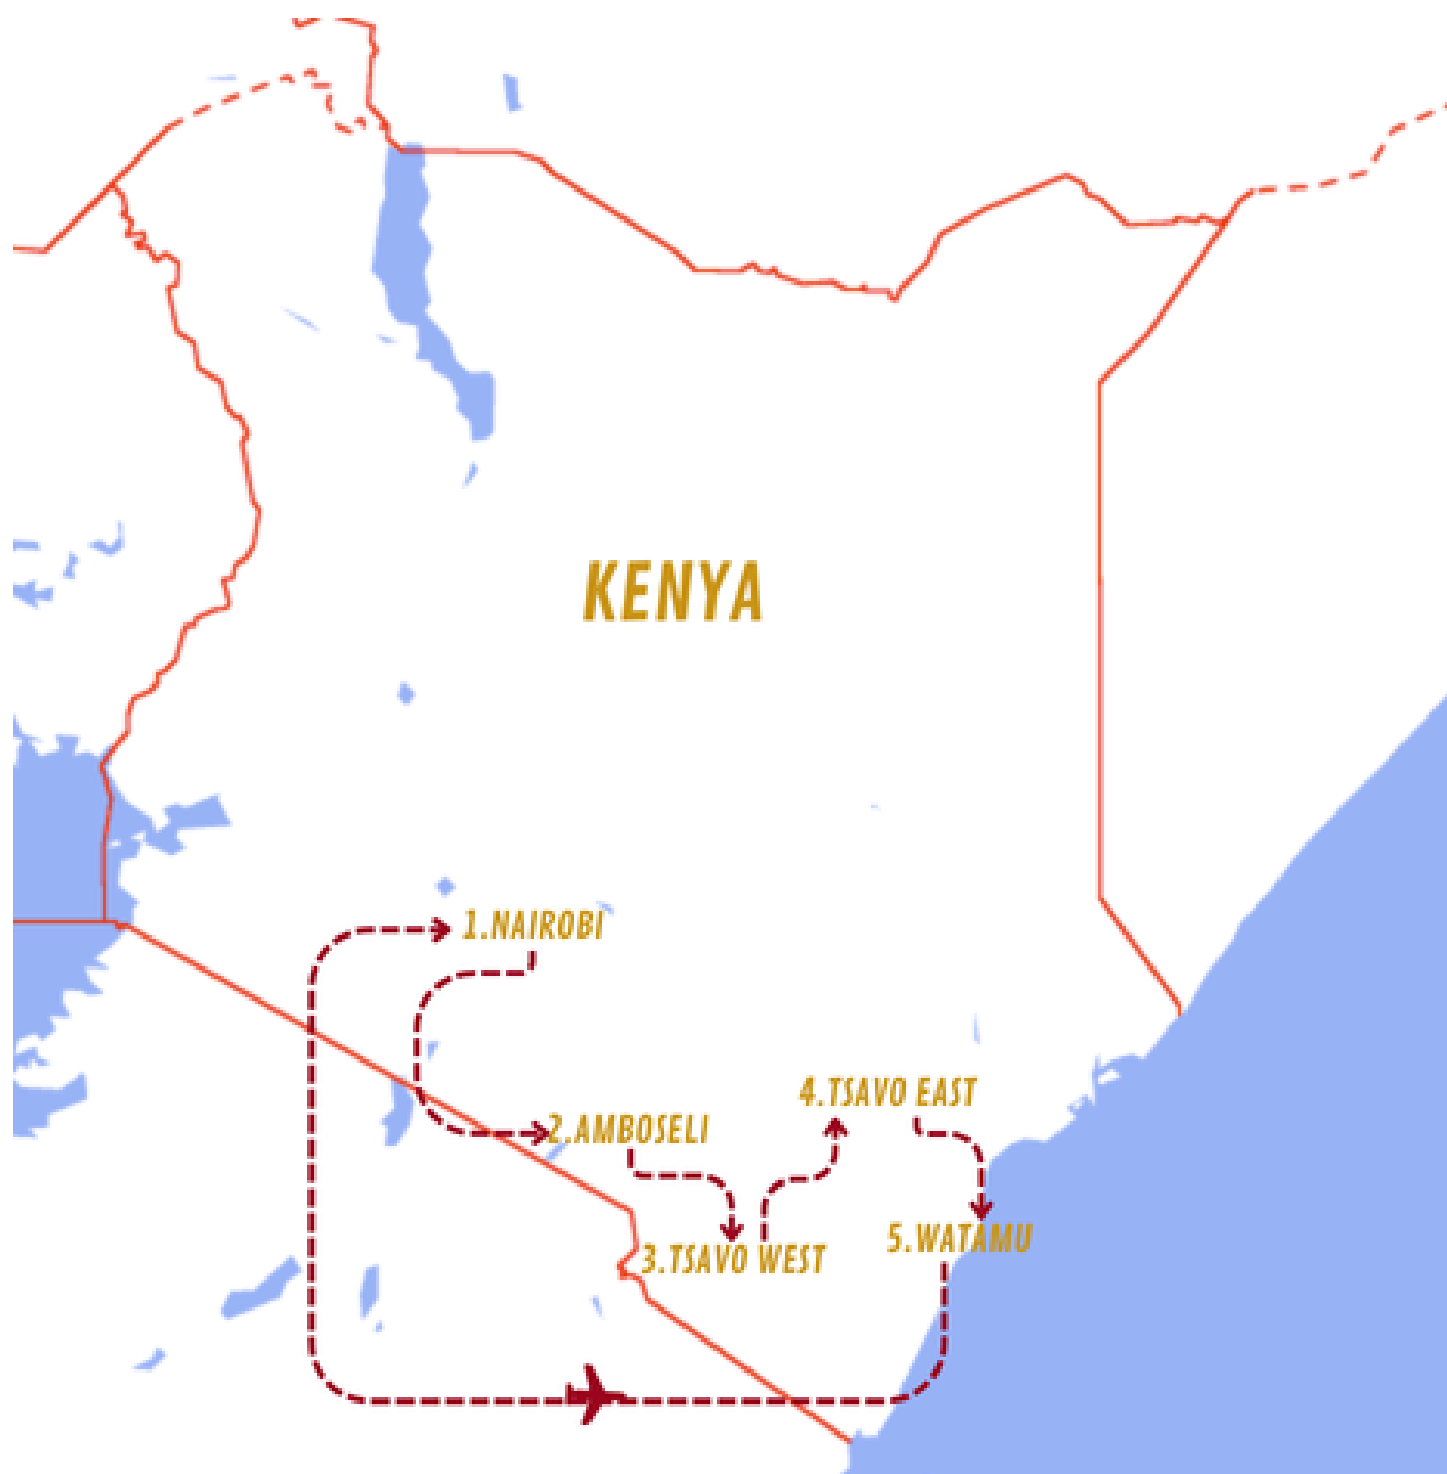 KENYA
1.NAIROBI
4.TSAVO EAST
2.AMBOSELI
5.WATAMU
3.TSAVO WEST